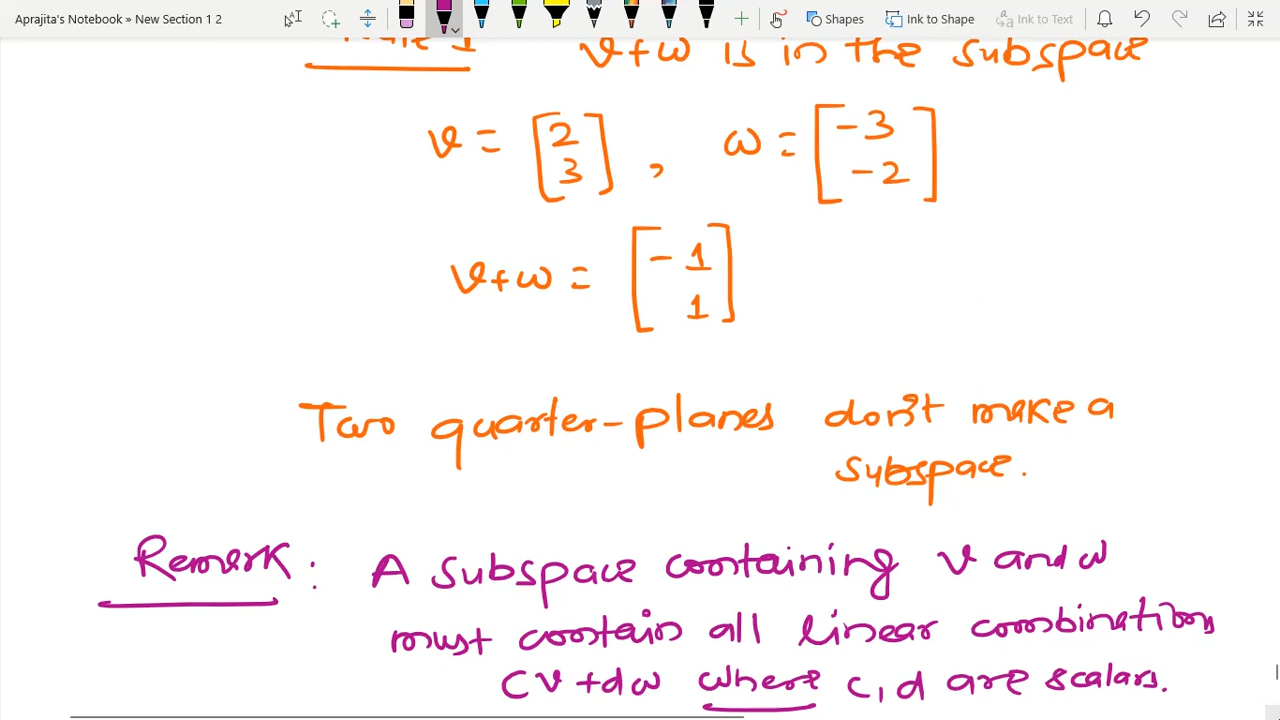 Aprajita's Notebook » New Section 1 2
Shapes
Ink to Shape
Ink to Text
v+w is in the subspace
v = [2 3], w = [-3 -2]
v+w = [-1 1]
Two quarter-planes don't make a
subspace.
Remark : A subspace containing v and w
must contain all linear combinations
cv+dw where c, d are scalars.